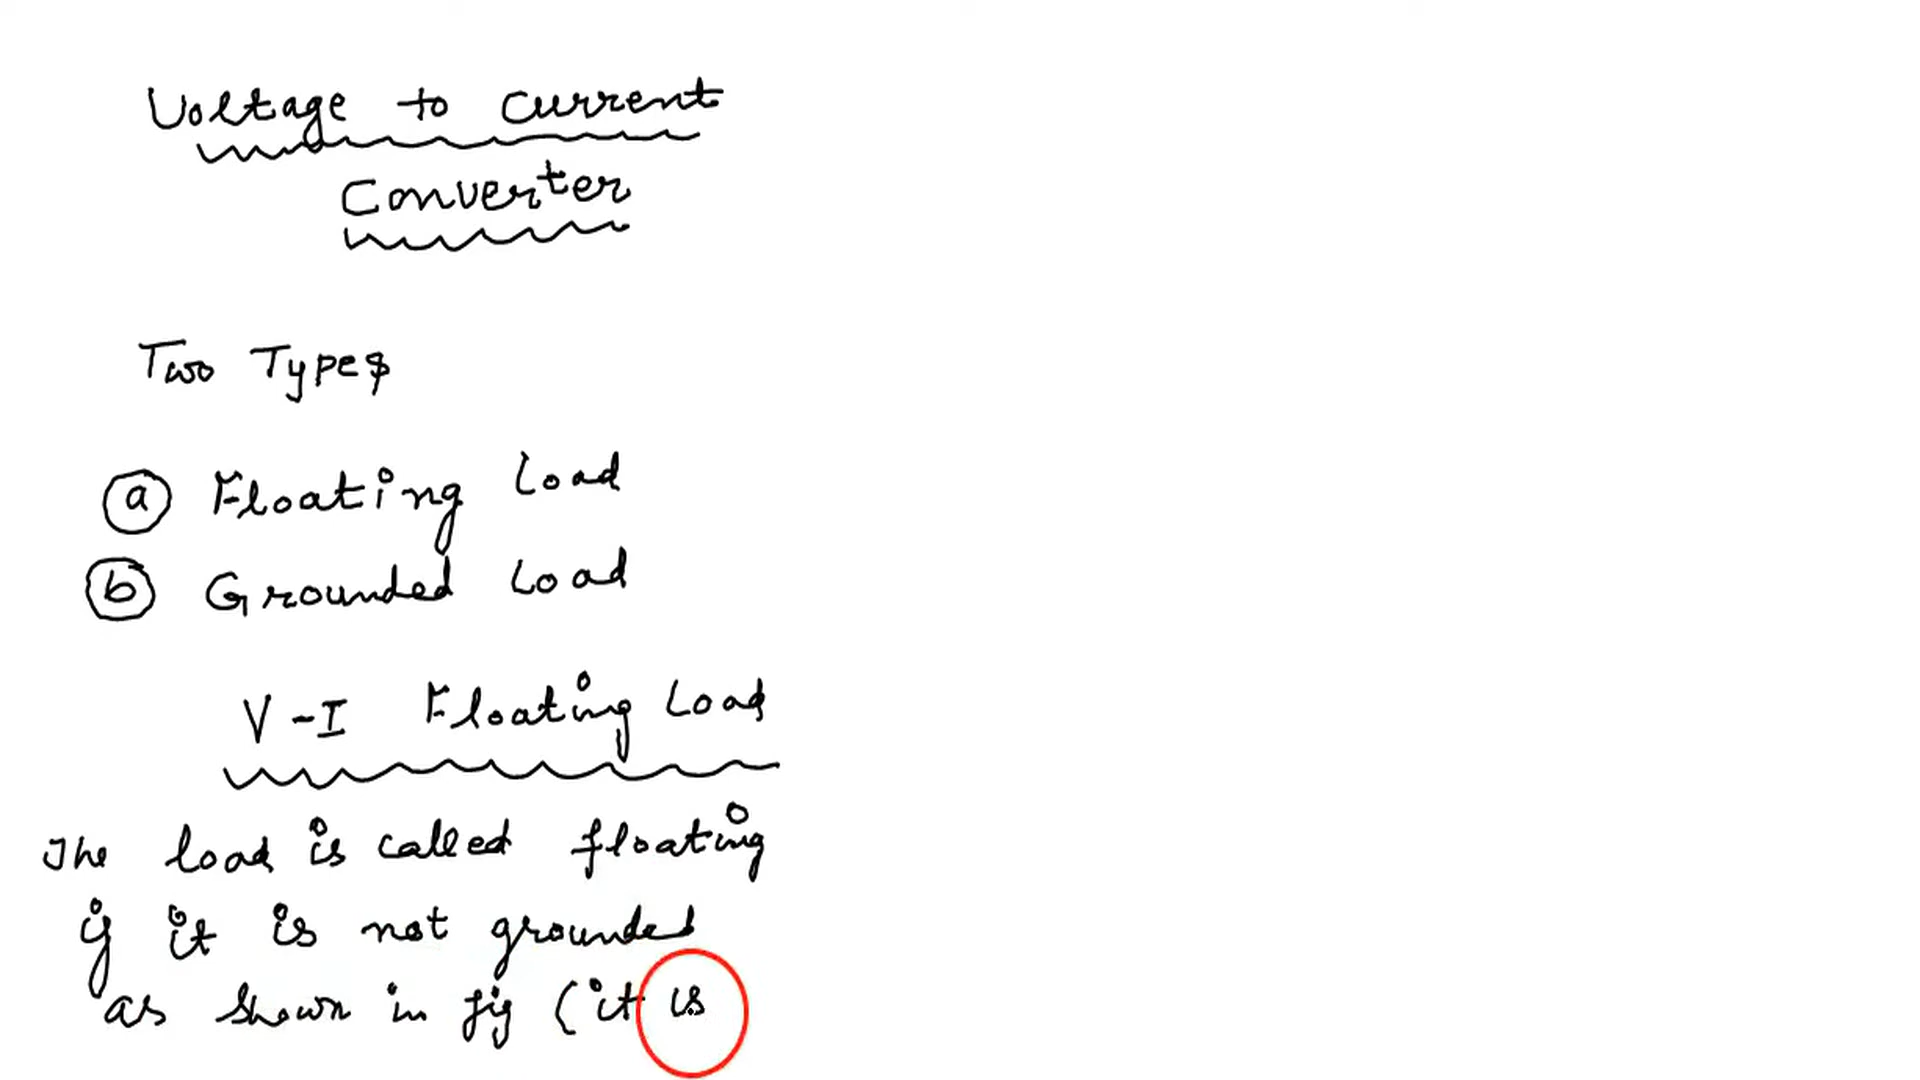 Voltage to current
Converter
Two Types
a Floating Load
b Grounded Load
V-I Floating Load
The load is called floating
if it is not grounded
as shown in fig (it is